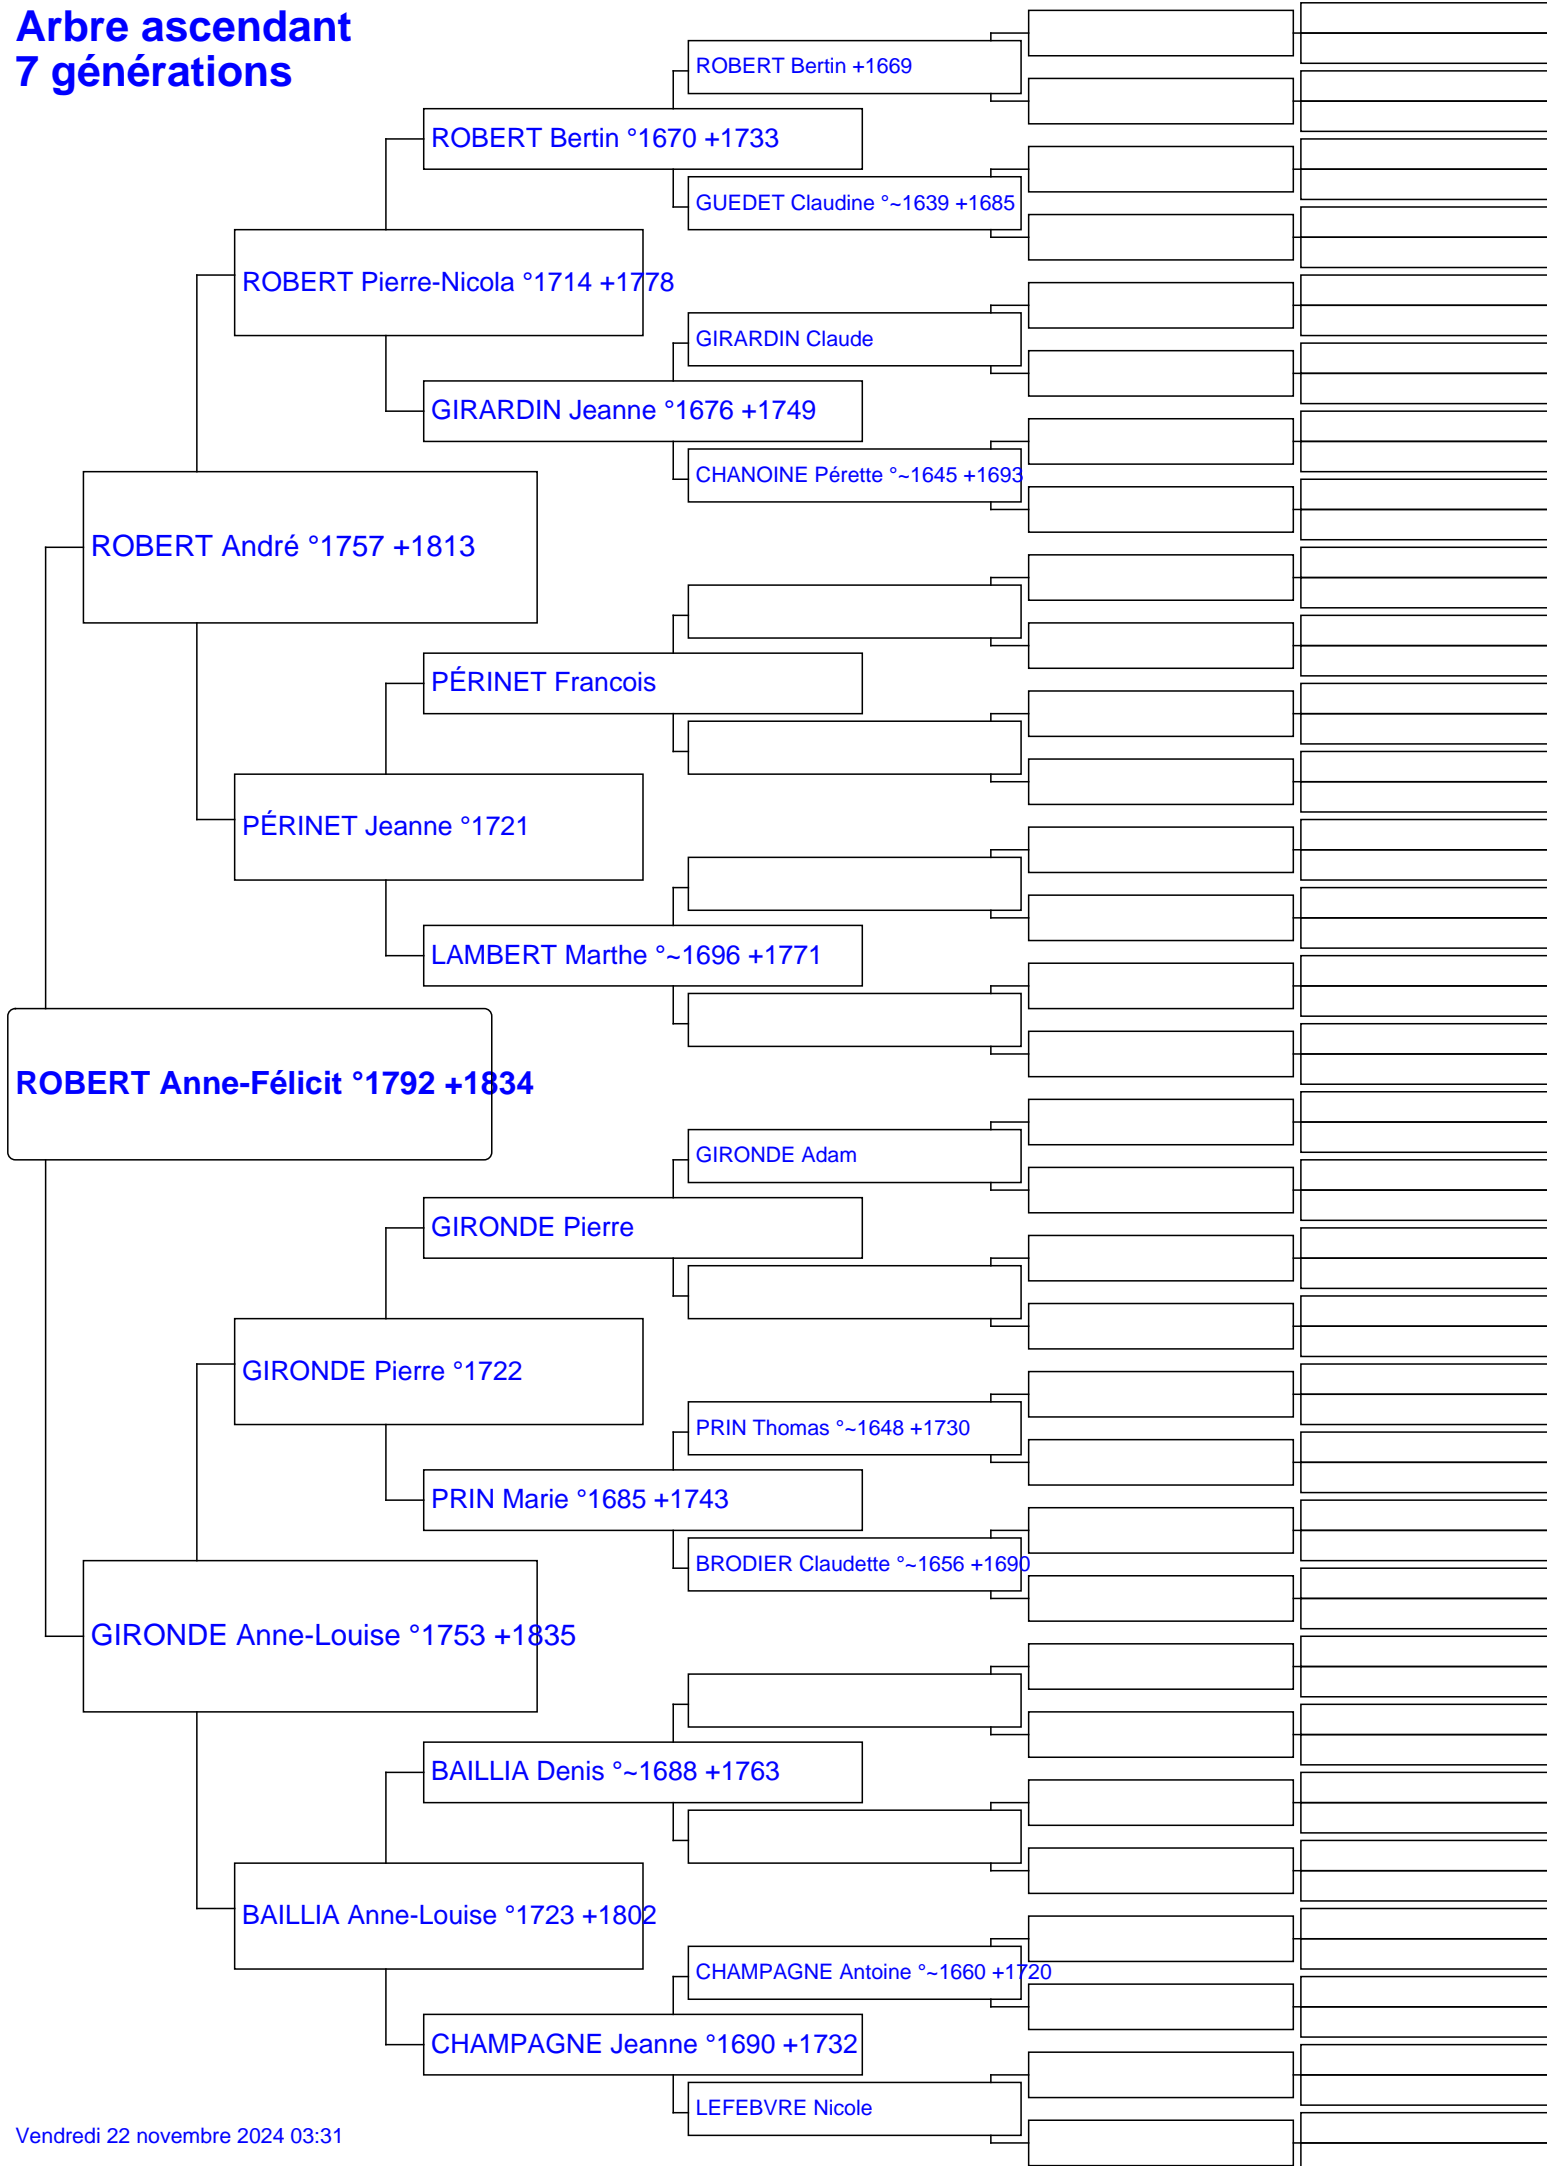 Arbre ascendant
7 générations
ROBERT Bertin +1669
ROBERT Bertin °1670 +1733
GUEDET Claudine °~1639 +1685
ROBERT Pierre-Nicola °1714 +1778
GIRARDIN Claude
GIRARDIN Jeanne °1676 +1749
CHANOINE Pérette °~1645 +1693
ROBERT André °1757 +1813
PÉRINET Francois
PÉRINET Jeanne °1721
LAMBERT Marthe °~1696 +1771
ROBERT Anne-Félicit °1792 +1834
GIRONDE Adam
GIRONDE Pierre
GIRONDE Pierre °1722
PRIN Thomas °~1648 +1730
PRIN Marie °1685 +1743
BRODIER Claudette °~1656 +1690
GIRONDE Anne-Louise °1753 +1835
BAILLIA Denis °~1688 +1763
BAILLIA Anne-Louise °1723 +1802
CHAMPAGNE Antoine °~1660 +1720
CHAMPAGNE Jeanne °1690 +1732
LEFEBVRE Nicole
Vendredi 22 novembre 2024 03:31